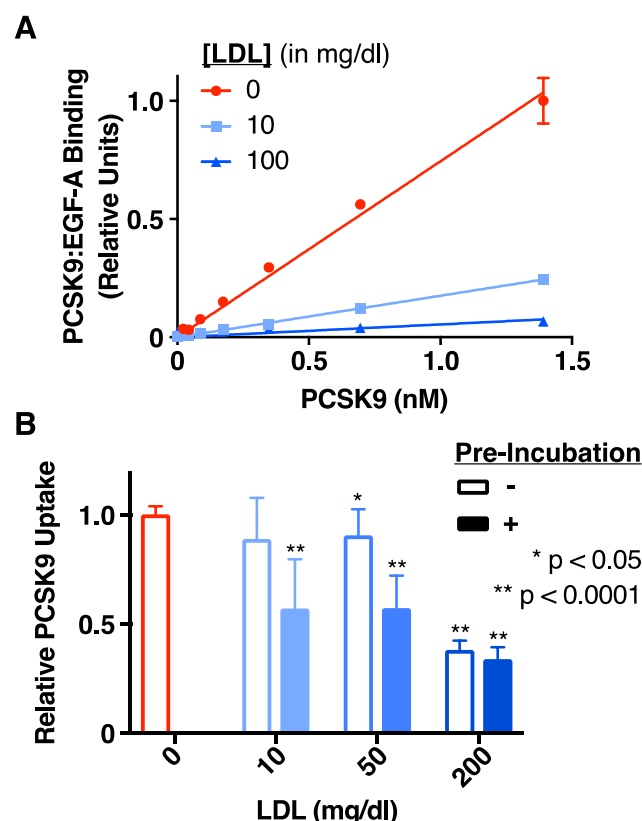 A
[LDL] (in mg/dl)
0
10
100
PCSK9:EGF-A Binding
(Relative Units)
1.0
0.5
0
0
0.5
1.0
1.5
PCSK9 (nM)
B
Pre-Incubation
-
+
* p < 0.05
** p < 0.0001
Relative PCSK9 Uptake
1.0
0.5
0
**
*
**
**
**
0
10
50
200
LDL (mg/dl)